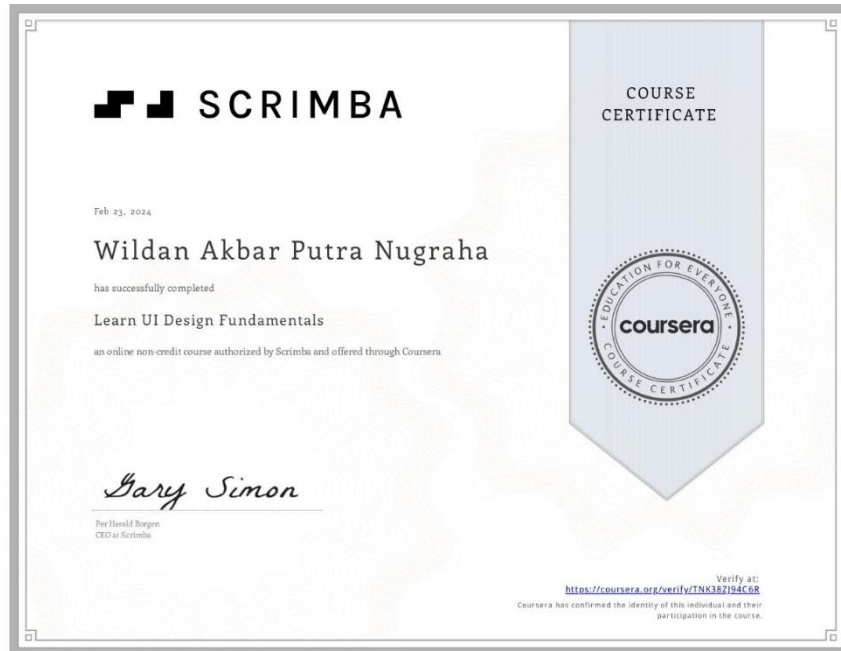 SCRIMBA
COURSE
CERTIFICATE
Feb 23, 2024
Wildan Akbar Putra Nugraha
has successfully completed
Learn UI Design Fundamentals
an online non-credit course authorized by Scrimba and offered through Coursera
EDUCATION FOR EVERYONE
coursera
COURSE CERTIFICATE
Gary Simon
Per Harald Borgen
CEO at Scrimba
Verify at:
https://coursera.org/verify/TNK38ZJ94C6R
Coursera has confirmed the identity of this individual and their
participation in the course.